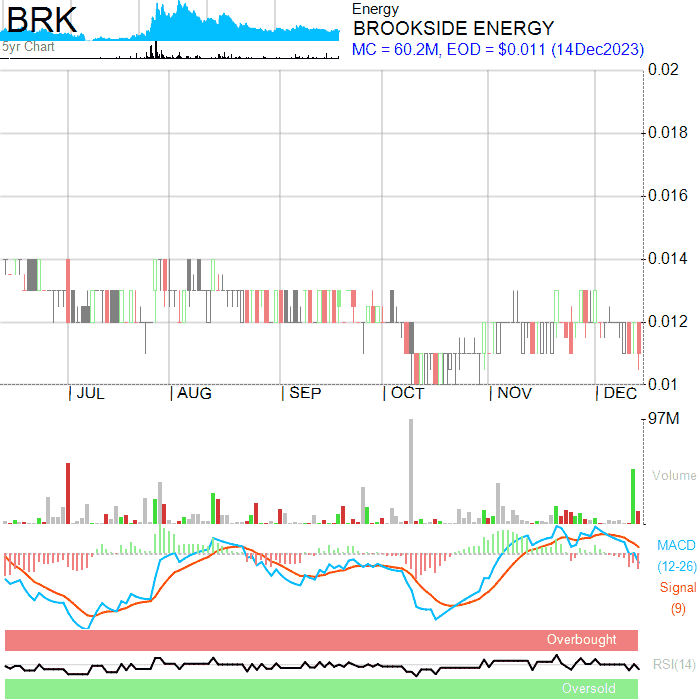 BRK
5yr Chart
Energy
BROOKSIDE ENERGY
MC = 60.2M, EOD = $0.011 (14Dec2023)
0.02
0.018
0.016
0.014
0.012
0.01
JUL AUG SEP OCT NOV DEC
97M
Volume
MACD
(12-26)
Signal
(9)
Overbought
RSI(14)
Oversold